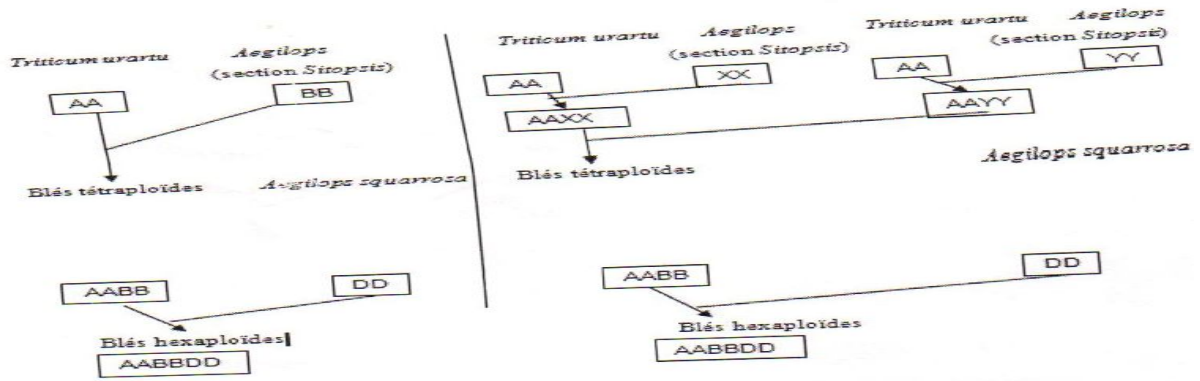 Triticum urartu
Aegilops
(section Sitopsis)
AA
BB
Blés tétraploïdes
Aegilops squarrosa
AABB
DD
Blés hexaploïdes
AABBDD
Triticum urartu
Aegilops
(section Sitopsis)
Triticum urartu
Aegilops
(section Sitopsis)
AA
XX
AA
YY
AAXX
AAYY
Blés tétraploïdes
Aegilops squarrosa
AABB
DD
Blés hexaploïdes
AABBDD